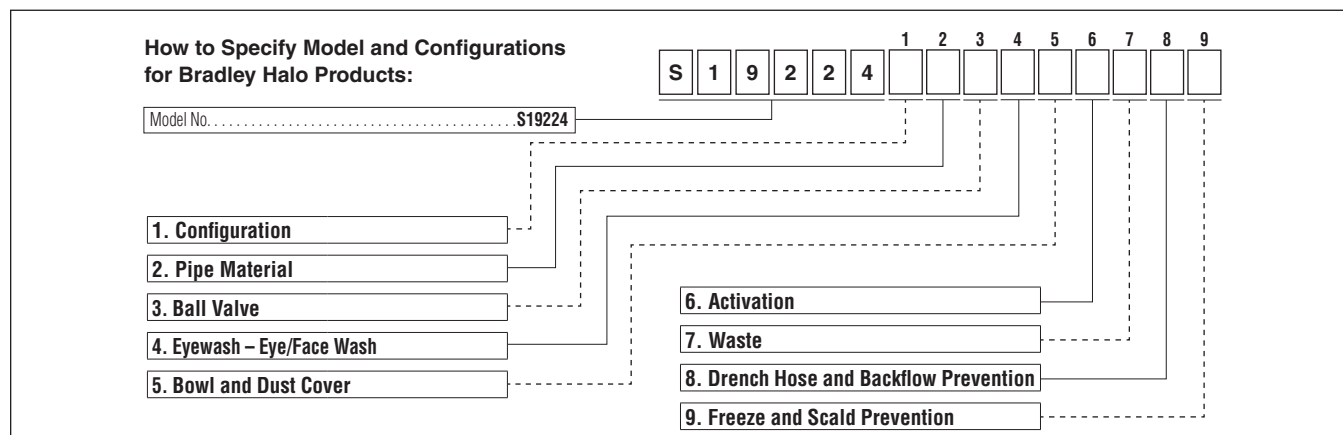 How to Specify Model and Configurations
for Bradley Halo Products:
1 2 3 4 5 6 7 8 9
S 1 9 2 2 4
Model No. . . . . . . . . . . . . . . . . . . . . . . . . . . . . . . . . . . . . . . . . . S19224
1. Configuration
2. Pipe Material
3. Ball Valve
4. Eyewash – Eye/Face Wash
5. Bowl and Dust Cover
6. Activation
7. Waste
8. Drench Hose and Backflow Prevention
9. Freeze and Scald Prevention